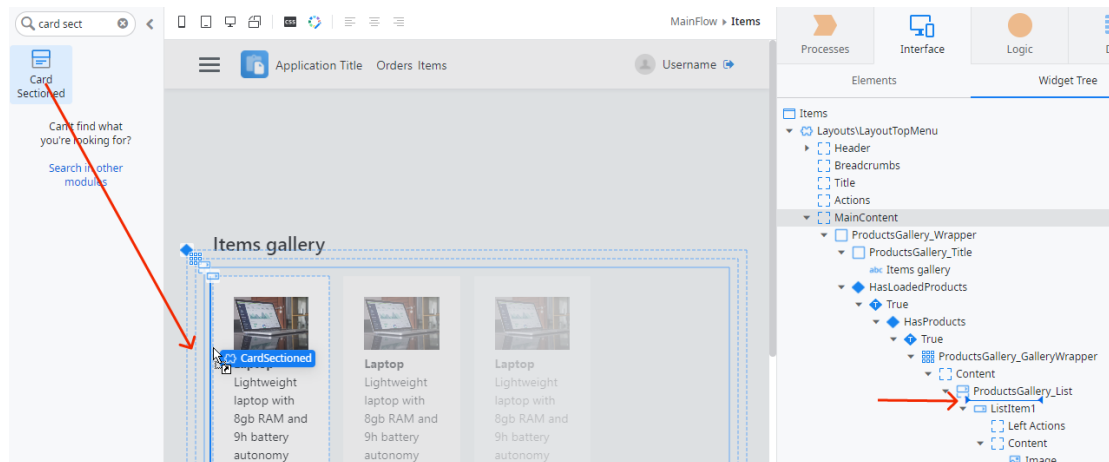 card sect
css
MainFlow Items
Card
Sectioned
Can't find what
you're looking for?
Search in other
modules
Application Title Orders Items
Username
Items gallery
CardSectioned
Laptop
Lightweight
laptop with
8gb RAM and
9h battery
autonomy
Laptop
Lightweight
laptop with
8gb RAM and
9h battery
autonomy
Laptop
Lightweight
laptop with
8gb RAM and
9h battery
autonomy
Processes
Interface
Logic
Elements
Widget Tree
Items
Layouts\LayoutTopMenu
Header
Breadcrumbs
Title
Actions
MainContent
ProductsGallery_Wrapper
ProductsGallery_Title
abc Items gallery
HasLoadedProducts
True
HasProducts
True
ProductsGallery_GalleryWrapper
Content
ProductsGallery_List
ListItem1
Left Actions
Content
Image